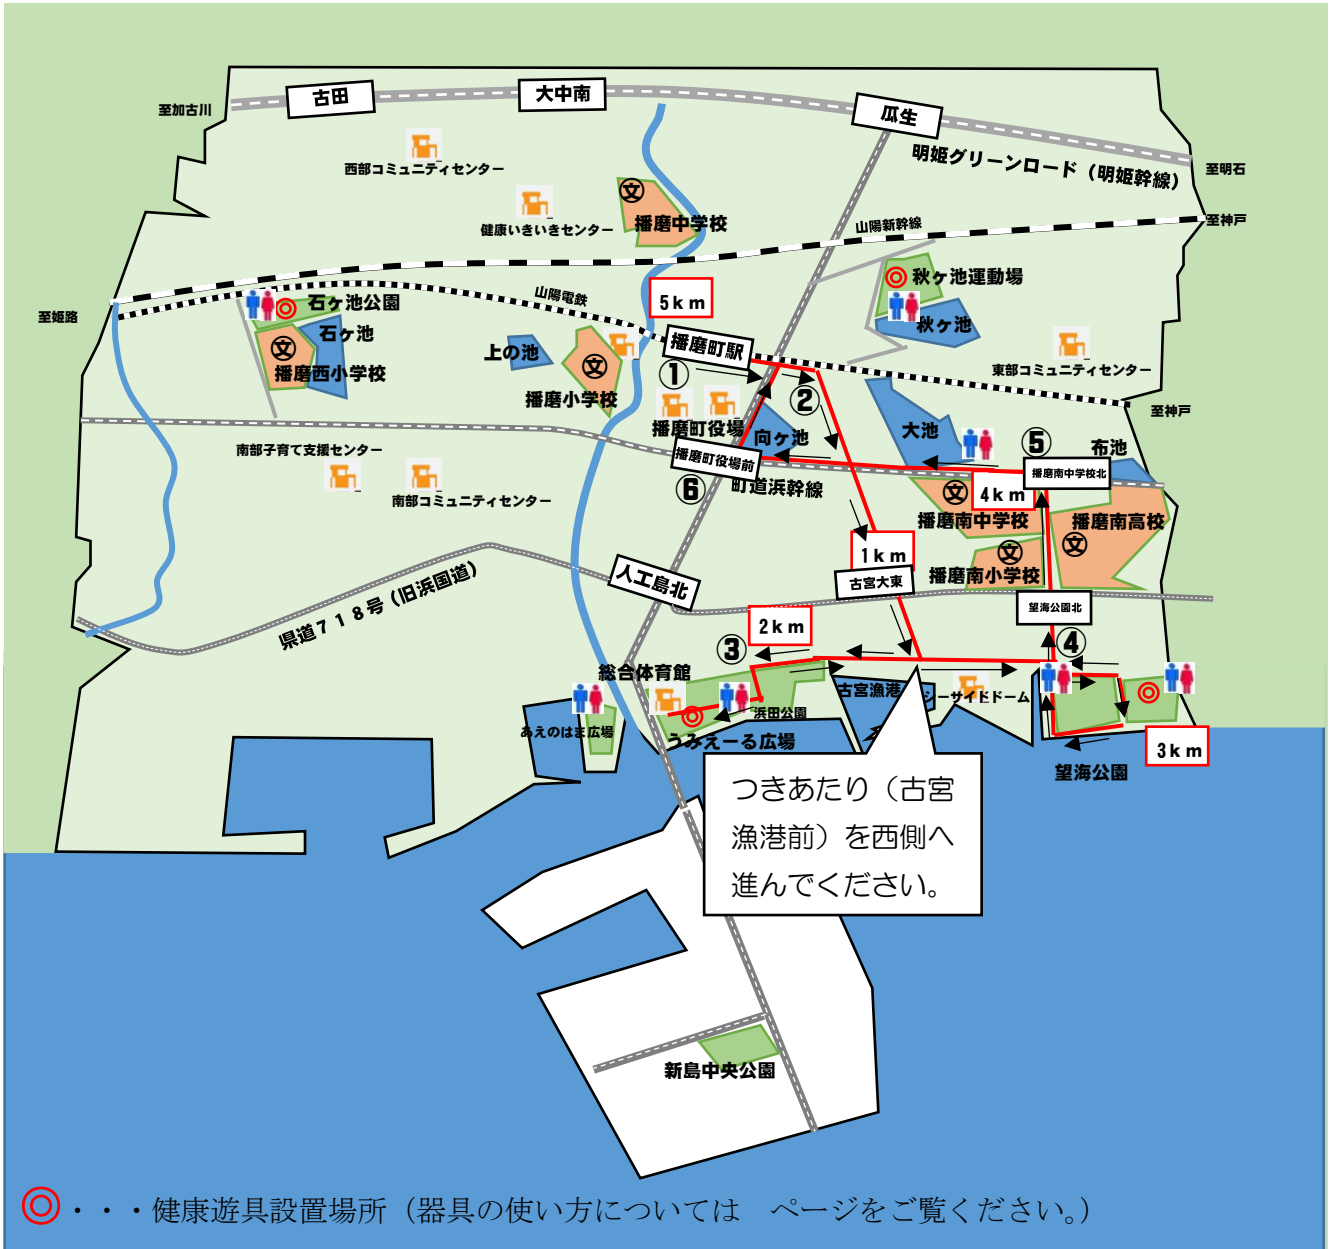 古田
大中南
瓜生
至加古川
明姫グリーンロード（明姫幹線）
至明石
西部コミュニティセンター
文
播磨中学校
健康いきいきセンター
山陽新幹線
至神戸
秋ヶ池運動場
5ｋｍ
山陽電鉄
石ヶ池公園
至姫路
石ヶ池
秋ヶ池
文
播磨西小学校
上の池
文
播磨小学校
播磨町駅
①
②
東部コミュニティセンター
至神戸
播磨町役場
向ヶ池
大池
⑤
布池
南部子育て支援センター
播磨町役場前
播磨南中学校北
⑥
町道浜幹線
文
4ｋｍ
南部コミュニティセンター
播磨南中学校
播磨南高校
文
1ｋｍ
文
播磨南小学校
人工島北
古宮大東
県道７１８号（旧浜国道）
望海公園北
2ｋｍ
③
④
総合体育館
古宮漁港
シーサイドドーム
浜田公園
あえのはま広場
うみえーる広場
3ｋｍ
望海公園
つきあたり（古宮
漁港前）を西側へ
進んでください。
新島中央公園
◎・・・健康遊具設置場所（器具の使い方については　ページをご覧ください。）